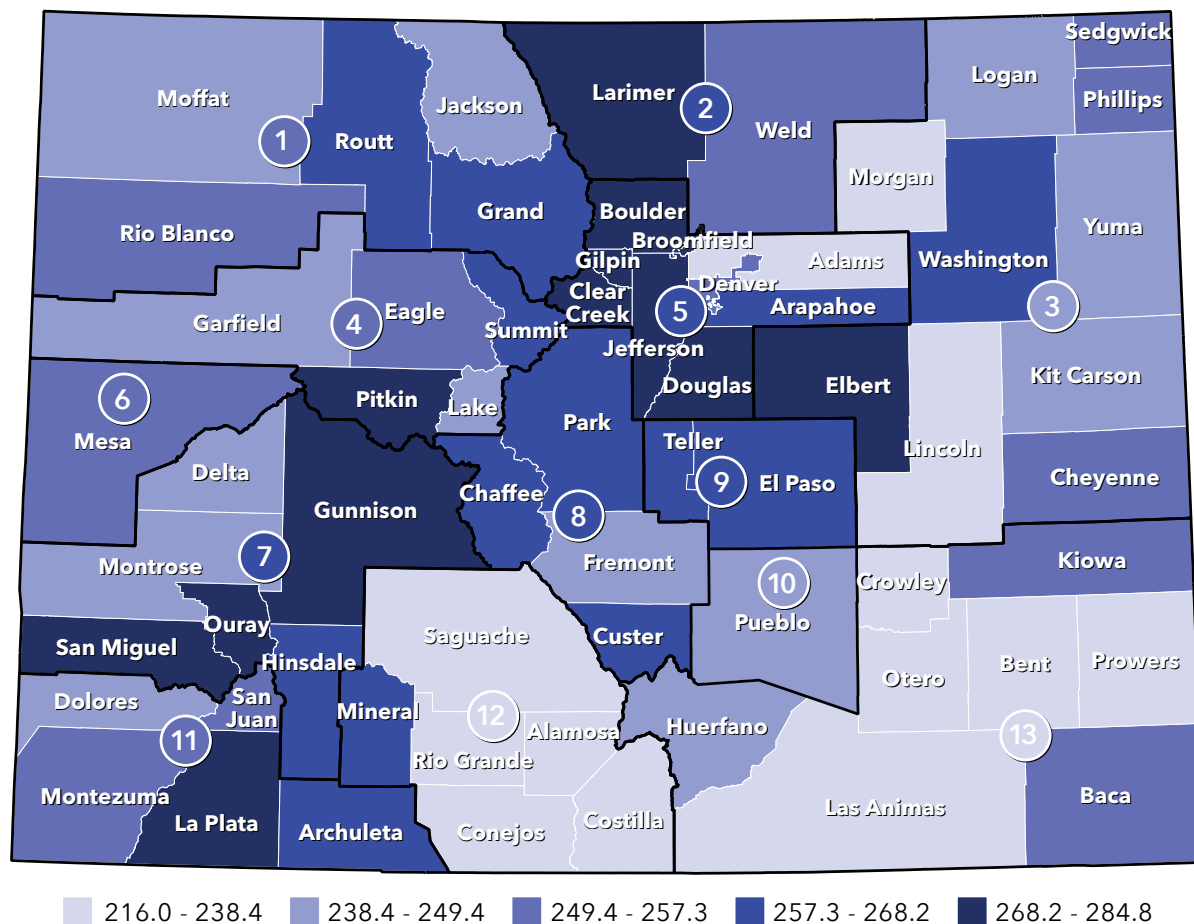 Sedgwick
Logan
Moffat
Jackson
Larimer
2
Phillips
1
Routt
Weld
Morgan
Rio Blanco
Grand
Boulder
Yuma
Broomfield
Gilpin
Adams
Washington
Clear
Creek
Denver
Garfield
4
Eagle
Summit
5
Arapahoe
3
Jefferson
6
Pitkin
Lake
Douglas
Elbert
Kit Carson
Mesa
Park
Teller
Lincoln
Delta
Chaffee
9
El Paso
Cheyenne
Gunnison
8
Montrose
7
Fremont
10
Crowley
Kiowa
Ouray
Saguache
Custer
Pueblo
San Miguel
Hinsdale
Otero
Bent
Prowers
Dolores
San
Juan
Mineral
12
Alamosa
Huerfano
11
Rio Grande
13
Montezuma
La Plata
Archuleta
Conejos
Costilla
Las Animas
Baca
216.0 - 238.4
238.4 - 249.4
249.4 - 257.3
257.3 - 268.2
268.2 - 284.8